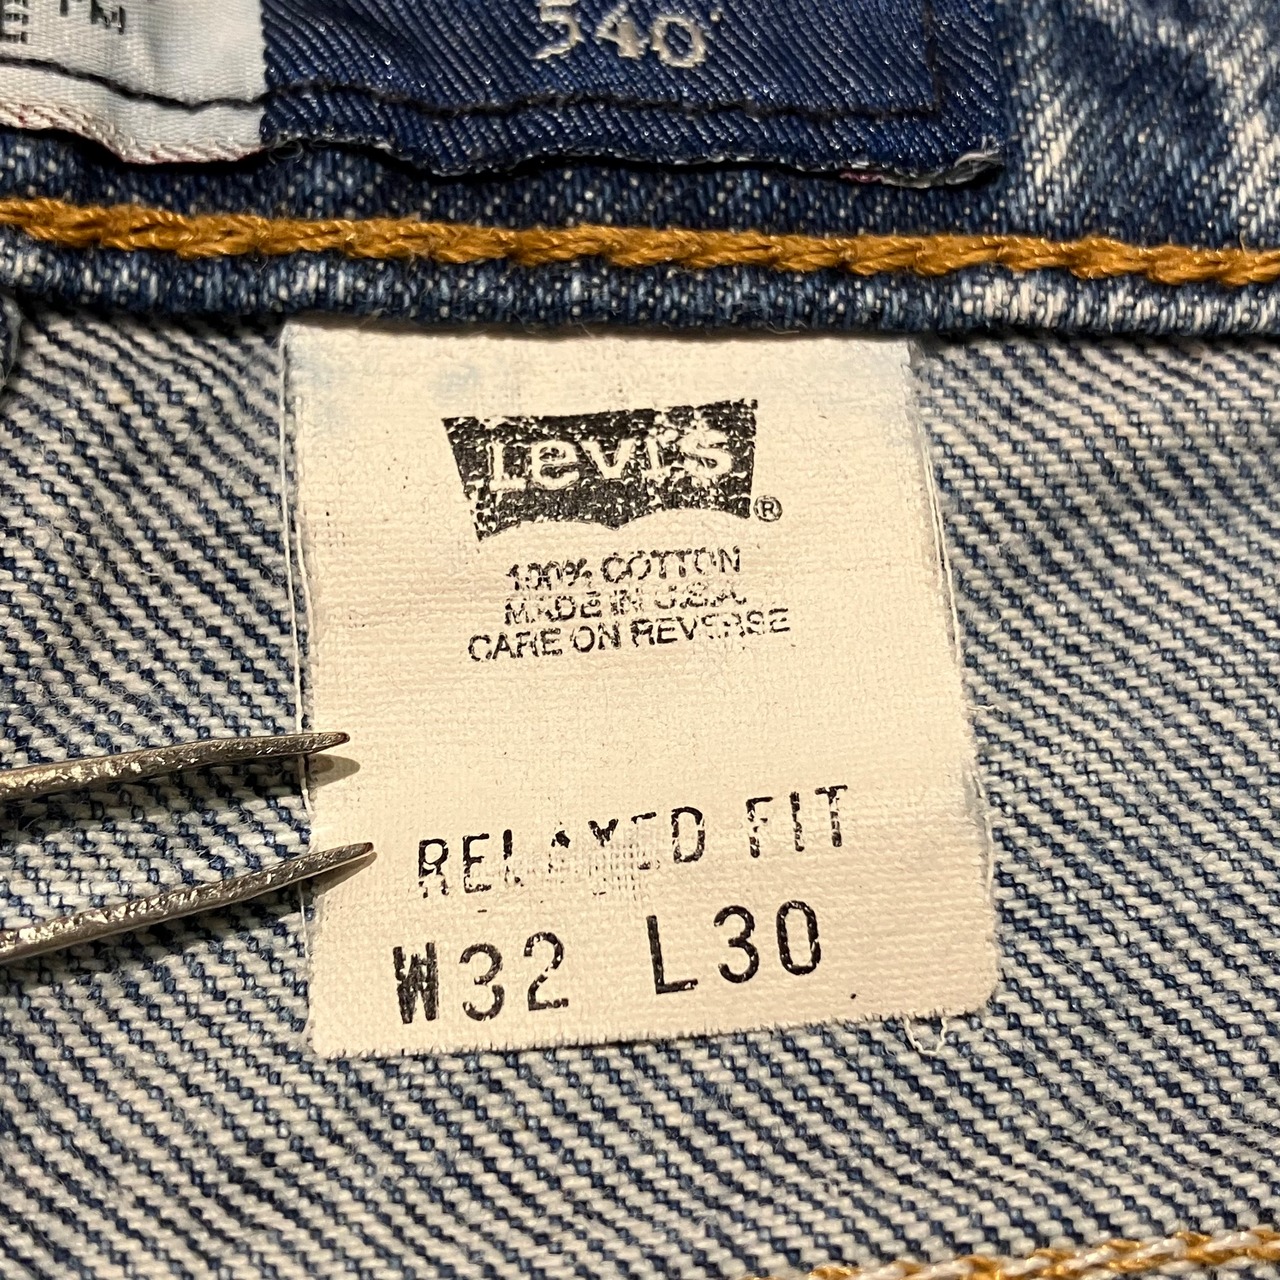 540
Levi's ®
100% COTTON
MADE IN U.S.A.
CARE ON REVERSE
RELAXED FIT
W32 L30